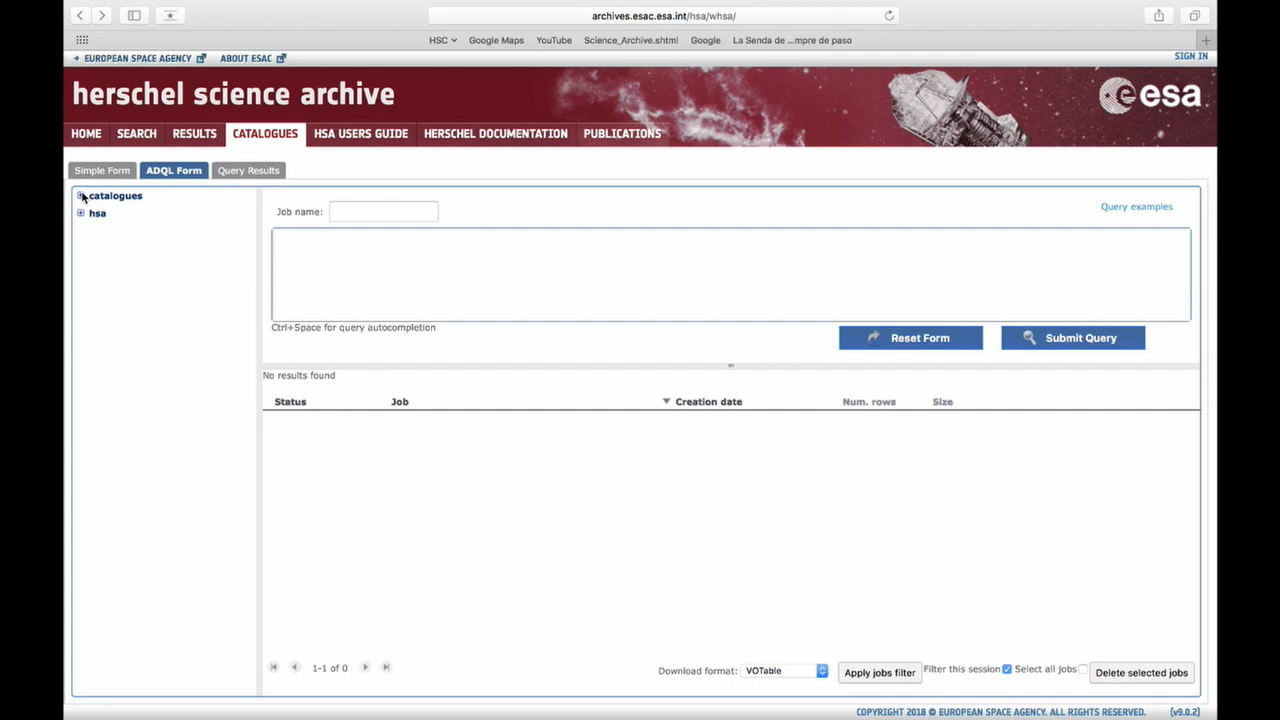 archives.esac.esa.int/hsa/whsa/
HSC Google Maps YouTube Science_Archive.shtml Google La Senda de ...mpre de paso
EUROPEAN SPACE AGENCY ABOUT ESAC SIGN IN
herschel science archive
esa
HOME SEARCH RESULTS CATALOGUES HSA USERS GUIDE HERSCHEL DOCUMENTATION PUBLICATIONS
Simple Form ADQL Form Query Results
catalogues
hsa
Job name:
Query examples
Ctrl+Space for query autocompletion
Reset Form Submit Query
No results found
Status Job Creation date Num. rows Size
1-1 of 0
Download format: VOTable Apply jobs filter Filter this session Select all jobs Delete selected jobs
COPYRIGHT 2018 © EUROPEAN SPACE AGENCY. ALL RIGHTS RESERVED. [v9.0.2]